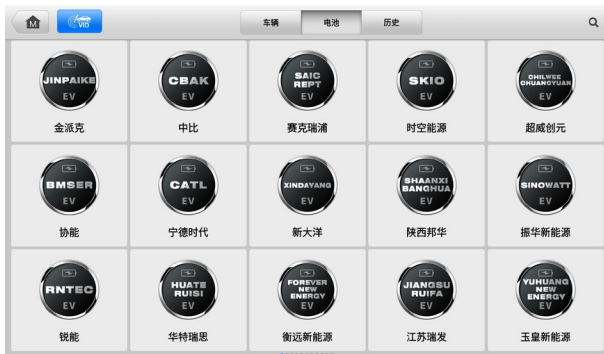 M
VID
车辆
电池
历史
JINPAIKE
EV
金派克
CBAK
EV
中比
SAIC
REPT
EV
赛克瑞浦
SKIO
EV
时空能源
CHILWEE
CHUANGYUAN
EV
超威创元
BMSER
EV
协能
CATL
EV
宁德时代
XINDAYANG
EV
新大洋
SHAANXI
BANGHUA
EV
陕西邦华
SINOWATT
EV
振华新能源
RNTEC
EV
锐能
HUATE
RUISI
EV
华特瑞思
FOREVER
NEW
ENERGY
EV
衡远新能源
JIANGSU
RUIFA
EV
江苏瑞发
YUHUANG
NEW
ENERGY
EV
玉皇新能源